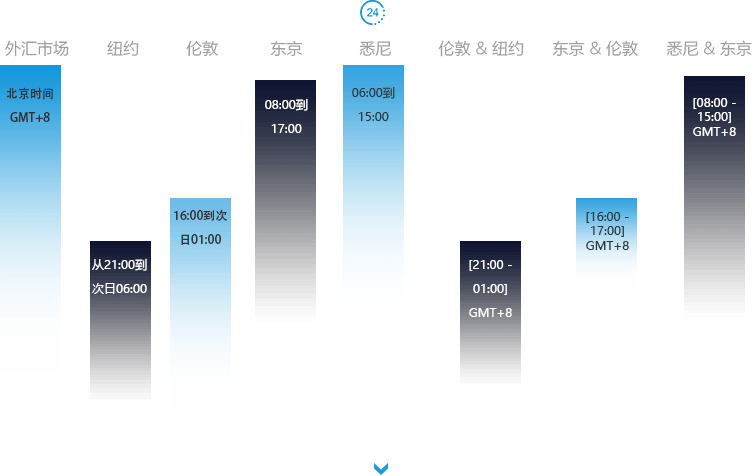 24
外汇市场
纽约
伦敦
东京
悉尼
伦敦 & 纽约
东京 & 伦敦
悉尼 & 东京
北京时间
GMT+8
从21:00到
次日06:00
16:00到次
日01:00
08:00到
17:00
06:00到
15:00
[21:00 -
01:00]
GMT+8
[16:00 -
17:00]
GMT+8
[08:00 -
15:00]
GMT+8